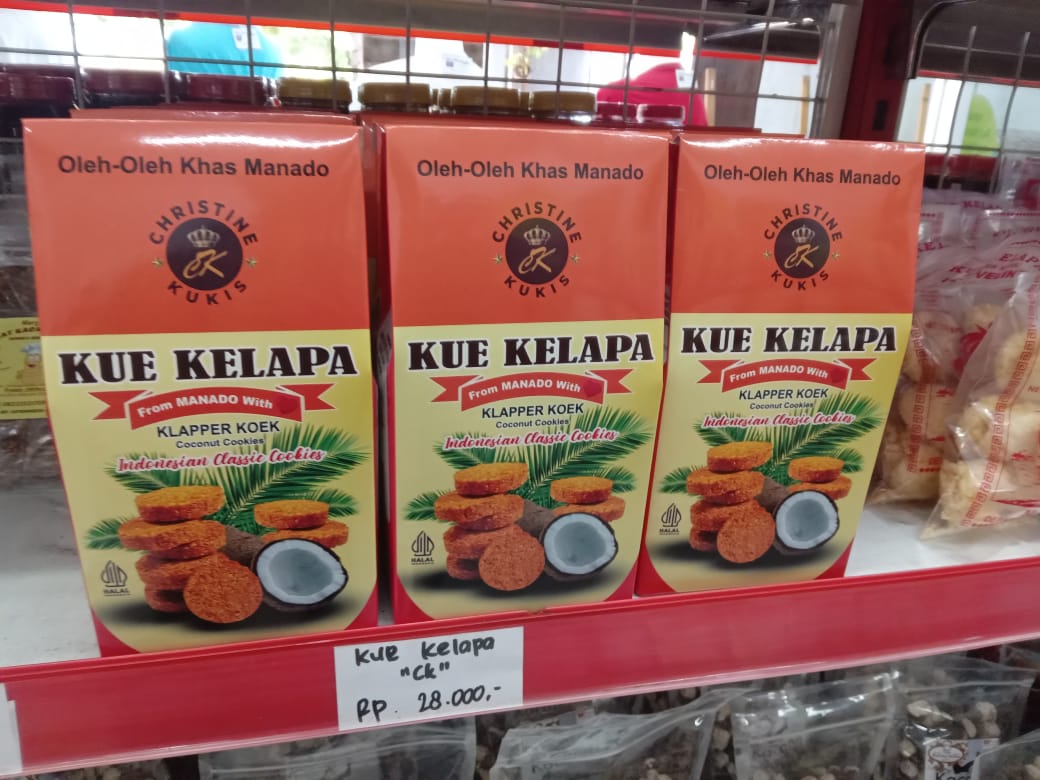 Oleh-Oleh Khas Manado
CHRISTINE
CK
KUKIS
KUE KELAPA
From MANADO With
KLAPPER KOEK
Coconut Cookies
Indonesian Classic Cookies
HALAL
Oleh-Oleh Khas Manado
CHRISTINE
CK
KUKIS
KUE KELAPA
From MANADO With
KLAPPER KOEK
Coconut Cookies
Indonesian Classic Cookies
HALAL
Oleh-Oleh Khas Manado
CHRISTINE
CK
KUKIS
KUE KELAPA
From MANADO With
KLAPPER KOEK
Coconut Cookies
Indonesian Classic Cookies
HALAL
Kue Kelapa
"CK"
Rp. 28.000,-